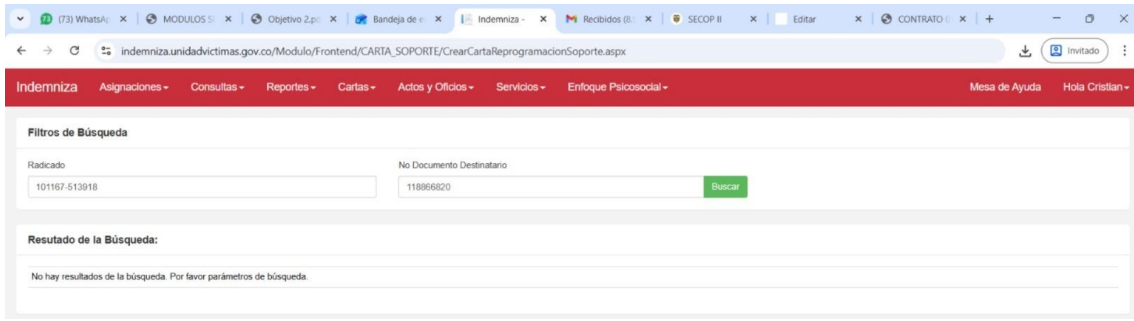 (73) WhatsAp MODULOS S Objetivo 2.pd Bandeja de e Indemniza - Recibidos (8. SECOP II Editar CONTRATO
indemniza.unidadvictimas.gov.co/Modulo/Frontend/CARTA_SOPORTE/CrearCartaReprogramacionSoporte.aspx Invitado
Indemniza Asignaciones Consultas Reportes Cartas Actos y Oficios Servicios Enfoque Psicosocial Mesa de Ayuda Hola Cristian
Filtros de Búsqueda
Radicado No Documento Destinatario
101167-513918 118866820 Buscar
Resutado de la Búsqueda:
No hay resultados de la búsqueda. Por favor parámetros de búsqueda.